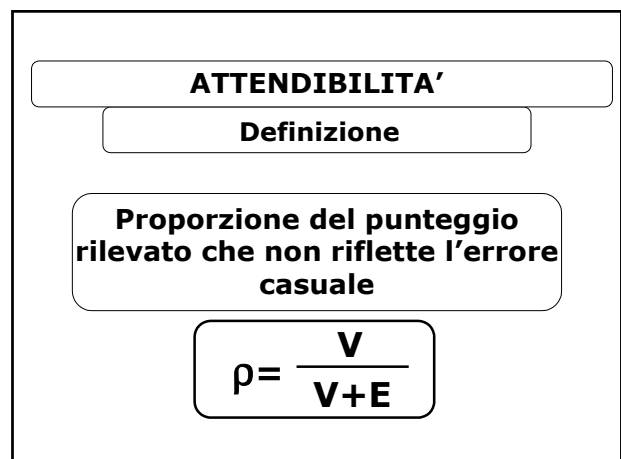 ATTENDIBILITA’
Definizione
Proporzione del punteggio
rilevato che non riflette l’errore
casuale
V
ρ=
V+E